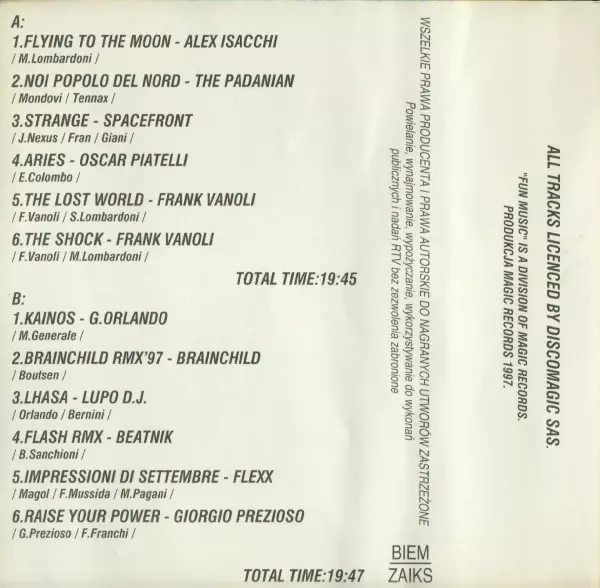 A:
1.FLYING TO THE MOON - ALEX ISACCHI
/ M.Lombardoni /
2.NOI POPOLO DEL NORD - THE PADANIAN
/ Mondovi / Tennax /
3.STRANGE - SPACEFRONT
/ J.Nexus / Fran / Giani /
4.ARIES - OSCAR PIATELLI
/ E.Colombo /
5.THE LOST WORLD - FRANK VANOLI
/ F.Vanoli / S.Lombardoni /
6.THE SHOCK - FRANK VANOLI
/ F.Vanoli / M.Lombardoni /
TOTAL TIME:19:45
B:
1.KAINOS - G.ORLANDO
/ M.Generale /
2.BRAINCHILD RMX'97 - BRAINCHILD
/ Boutsen /
3.LHASA - LUPO D.J.
/ Orlando / Bernini /
4.FLASH RMX - BEATNIK
/ B.Sanchioni /
5.IMPRESSIONI DI SETTEMBRE - FLEXX
/ Magol / F.Mussida / M.Pagani /
6.RAISE YOUR POWER - GIORGIO PREZIOSO
/ G.Prezioso / F.Franchi /
TOTAL TIME:19:47
WSZELKIE PRAWA PRODUCENTA I PRAWA AUTORSKIE DO NAGRANYCH UTWORÓW ZASTRZEŻONE
Powielanie, wynajmowanie, wypożyczanie, wykorzystywanie do wykonań
publicznych i nadań RTV bez zezwolenia zabronione
BIEM
ZAIKS
ALL TRACKS LICENCED BY DISCOMAGIC SAS.
"FUN MUSIC" IS A DIVISION OF MAGIC RECORDS.
PRODUKCJA MAGIC RECORDS 1997.